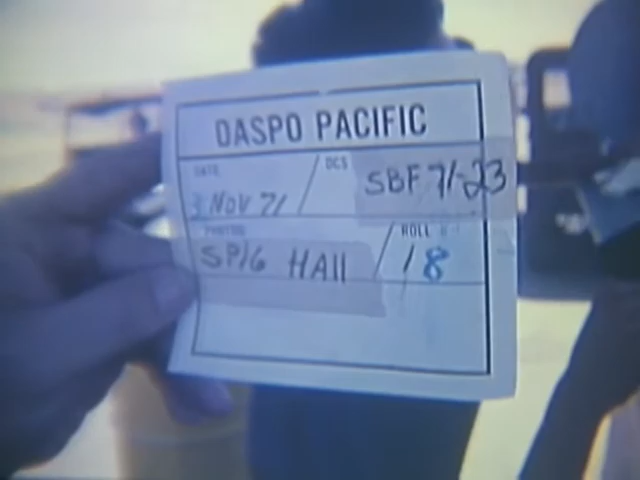 DASPO PACIFIC
DATE DCS
3 NOV 71 / SBF 71-23
PHOTOG ROLL #
SP/6 HAll / 18